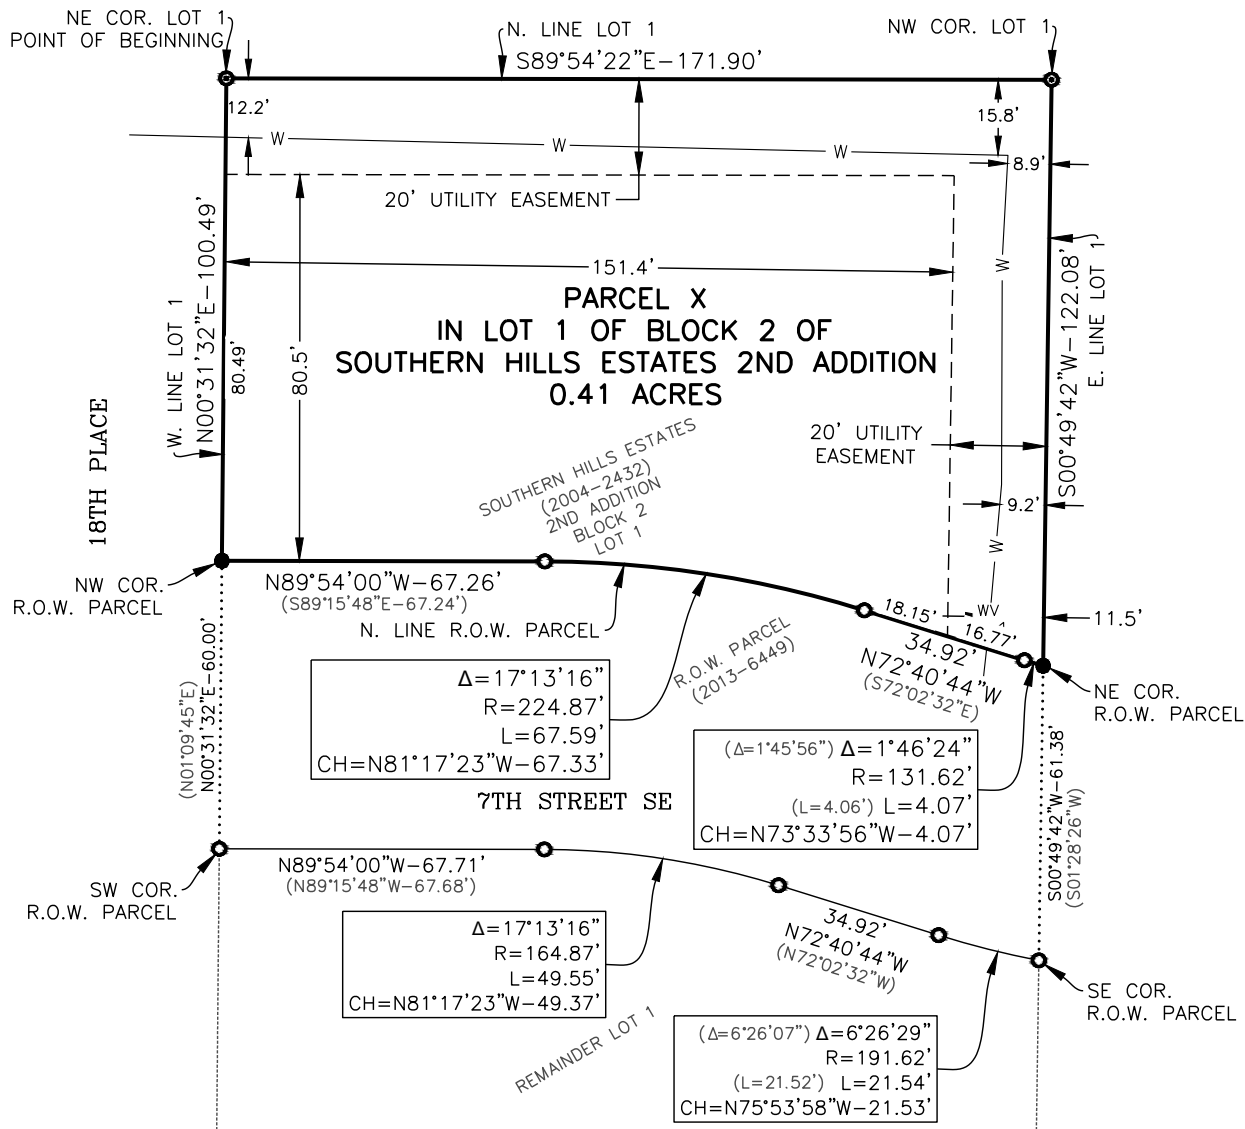 NE COR. LOT 1
POINT OF BEGINNING
N. LINE LOT 1
S89°54'22"E-171.90'
NW COR. LOT 1
12.2'
15.8'
W
W
W
8.9'
20' UTILITY EASEMENT
W. LINE LOT 1
N00°31'32"E-100.49'
80.49'
80.5'
151.4'
W
PARCEL X
IN LOT 1 OF BLOCK 2 OF
SOUTHERN HILLS ESTATES 2ND ADDITION
0.41 ACRES
S00°49'42"W-122.08'
E. LINE LOT 1
18TH PLACE
SOUTHERN HILLS ESTATES
(2004-2432)
2ND ADDITION
BLOCK 2
LOT 1
20' UTILITY
EASEMENT
9.2'
W
NW COR.
R.O.W. PARCEL
N89°54'00"W-67.26'
(S89°15'48"E-67.24')
N. LINE R.O.W. PARCEL
R.O.W. PARCEL
(2013-6449)
18.15'
WV
16.77'
11.5'
34.92'
N72°40'44"W
(S72°02'32"E)
NE COR.
R.O.W. PARCEL
(N01°09'45"E)
N00°31'32"E-60.00'
Δ=17°13'16"
R=224.87'
L=67.59'
CH=N81°17'23"W-67.33'
(Δ=1°45'56") Δ=1°46'24"
R=131.62'
(L=4.06') L=4.07'
CH=N73°33'56"W-4.07'
S00°49'42"W-61.38'
(S01°28'26"W)
7TH STREET SE
N89°54'00"W-67.71'
(N89°15'48"W-67.68')
SW COR.
R.O.W. PARCEL
34.92'
N72°40'44"W
(N72°02'32"W)
Δ=17°13'16"
R=164.87'
L=49.55'
CH=N81°17'23"W-49.37'
SE COR.
R.O.W. PARCEL
REMAINDER LOT 1
(Δ=6°26'07") Δ=6°26'29"
R=191.62'
(L=21.52') L=21.54'
CH=N75°53'58"W-21.53'